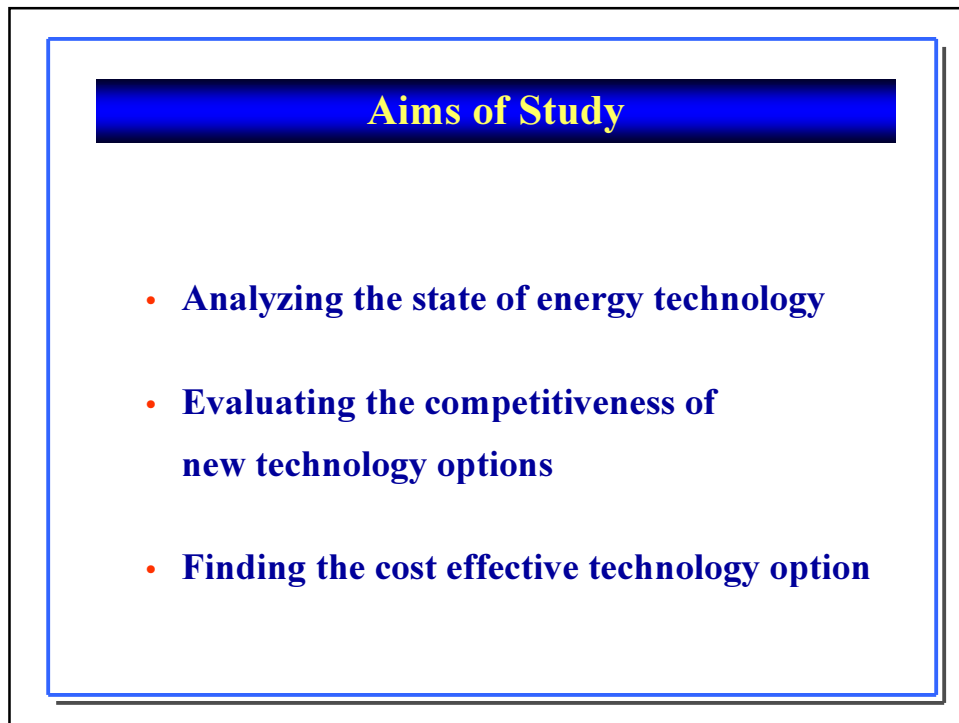 Aims of Study
• Analyzing the state of energy technology
• Evaluating the competitiveness of
new technology options
• Finding the cost effective technology option